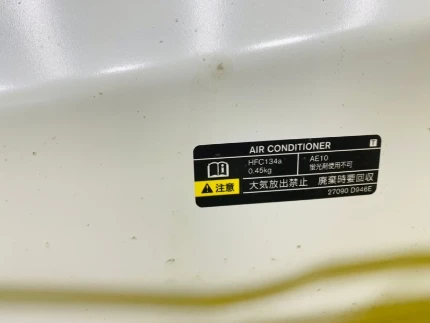 AIR CONDITIONER T
HFC134a
0.45kg
AE10
蛍光剤使用不可
注意
大気放出禁止 廃棄時要回収
27090 D946E